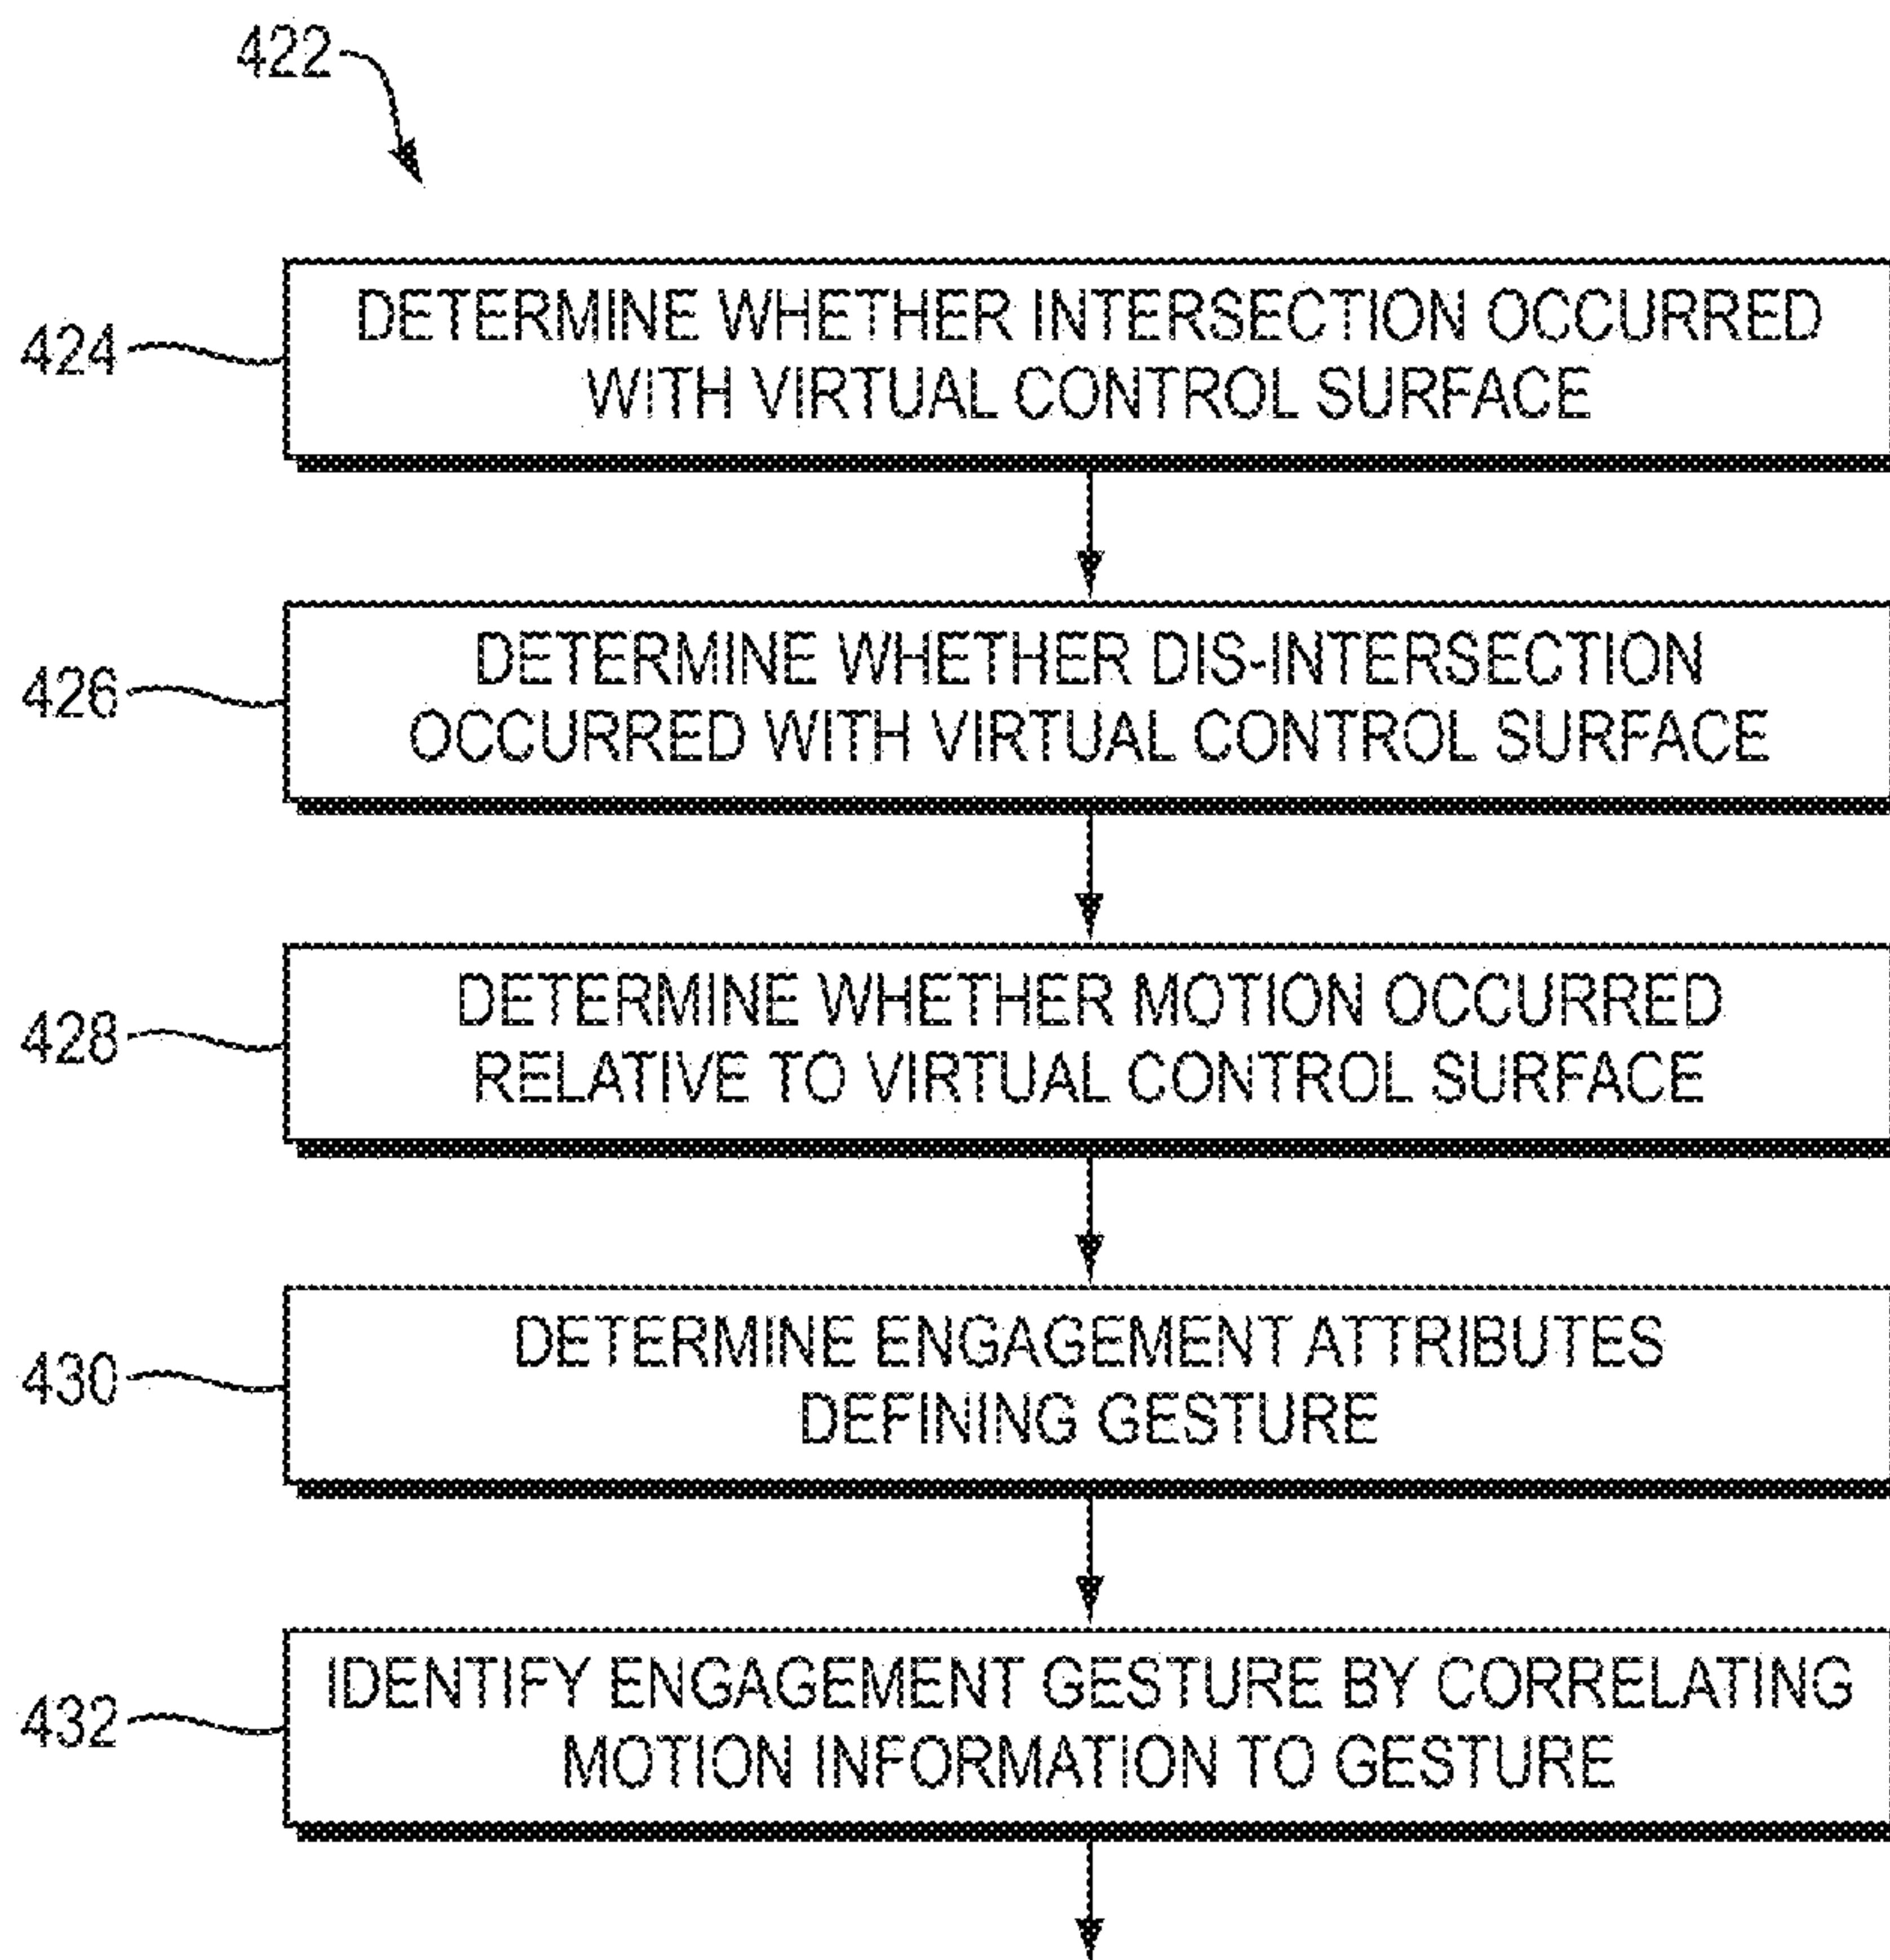 422
424
DETERMINE WHETHER INTERSECTION OCCURRED
WITH VIRTUAL CONTROL SURFACE
426
DETERMINE WHETHER DIS-INTERSECTION
OCCURRED WITH VIRTUAL CONTROL SURFACE
428
DETERMINE WHETHER MOTION OCCURRED
RELATIVE TO VIRTUAL CONTROL SURFACE
430
DETERMINE ENGAGEMENT ATTRIBUTES
DEFINING GESTURE
432
IDENTIFY ENGAGEMENT GESTURE BY CORRELATING
MOTION INFORMATION TO GESTURE